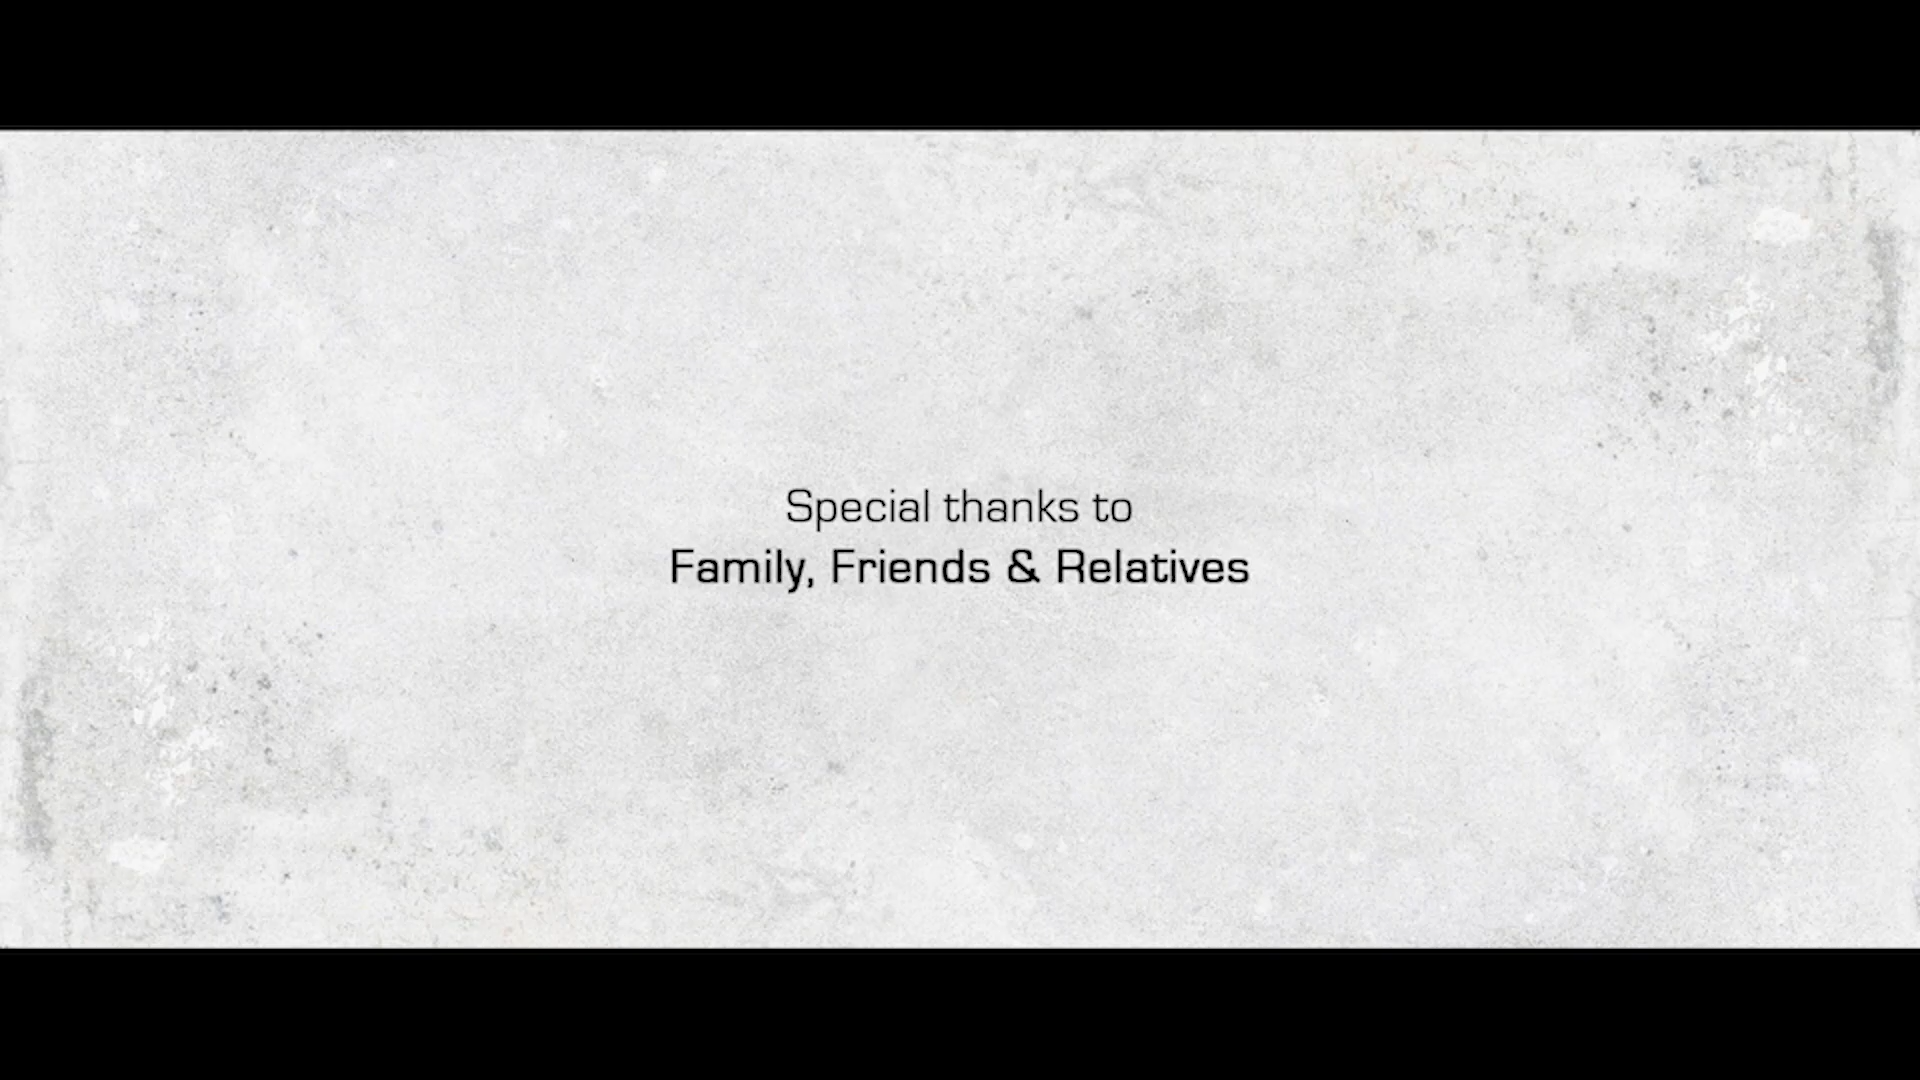 Special thanks to
Family, Friends & Relatives